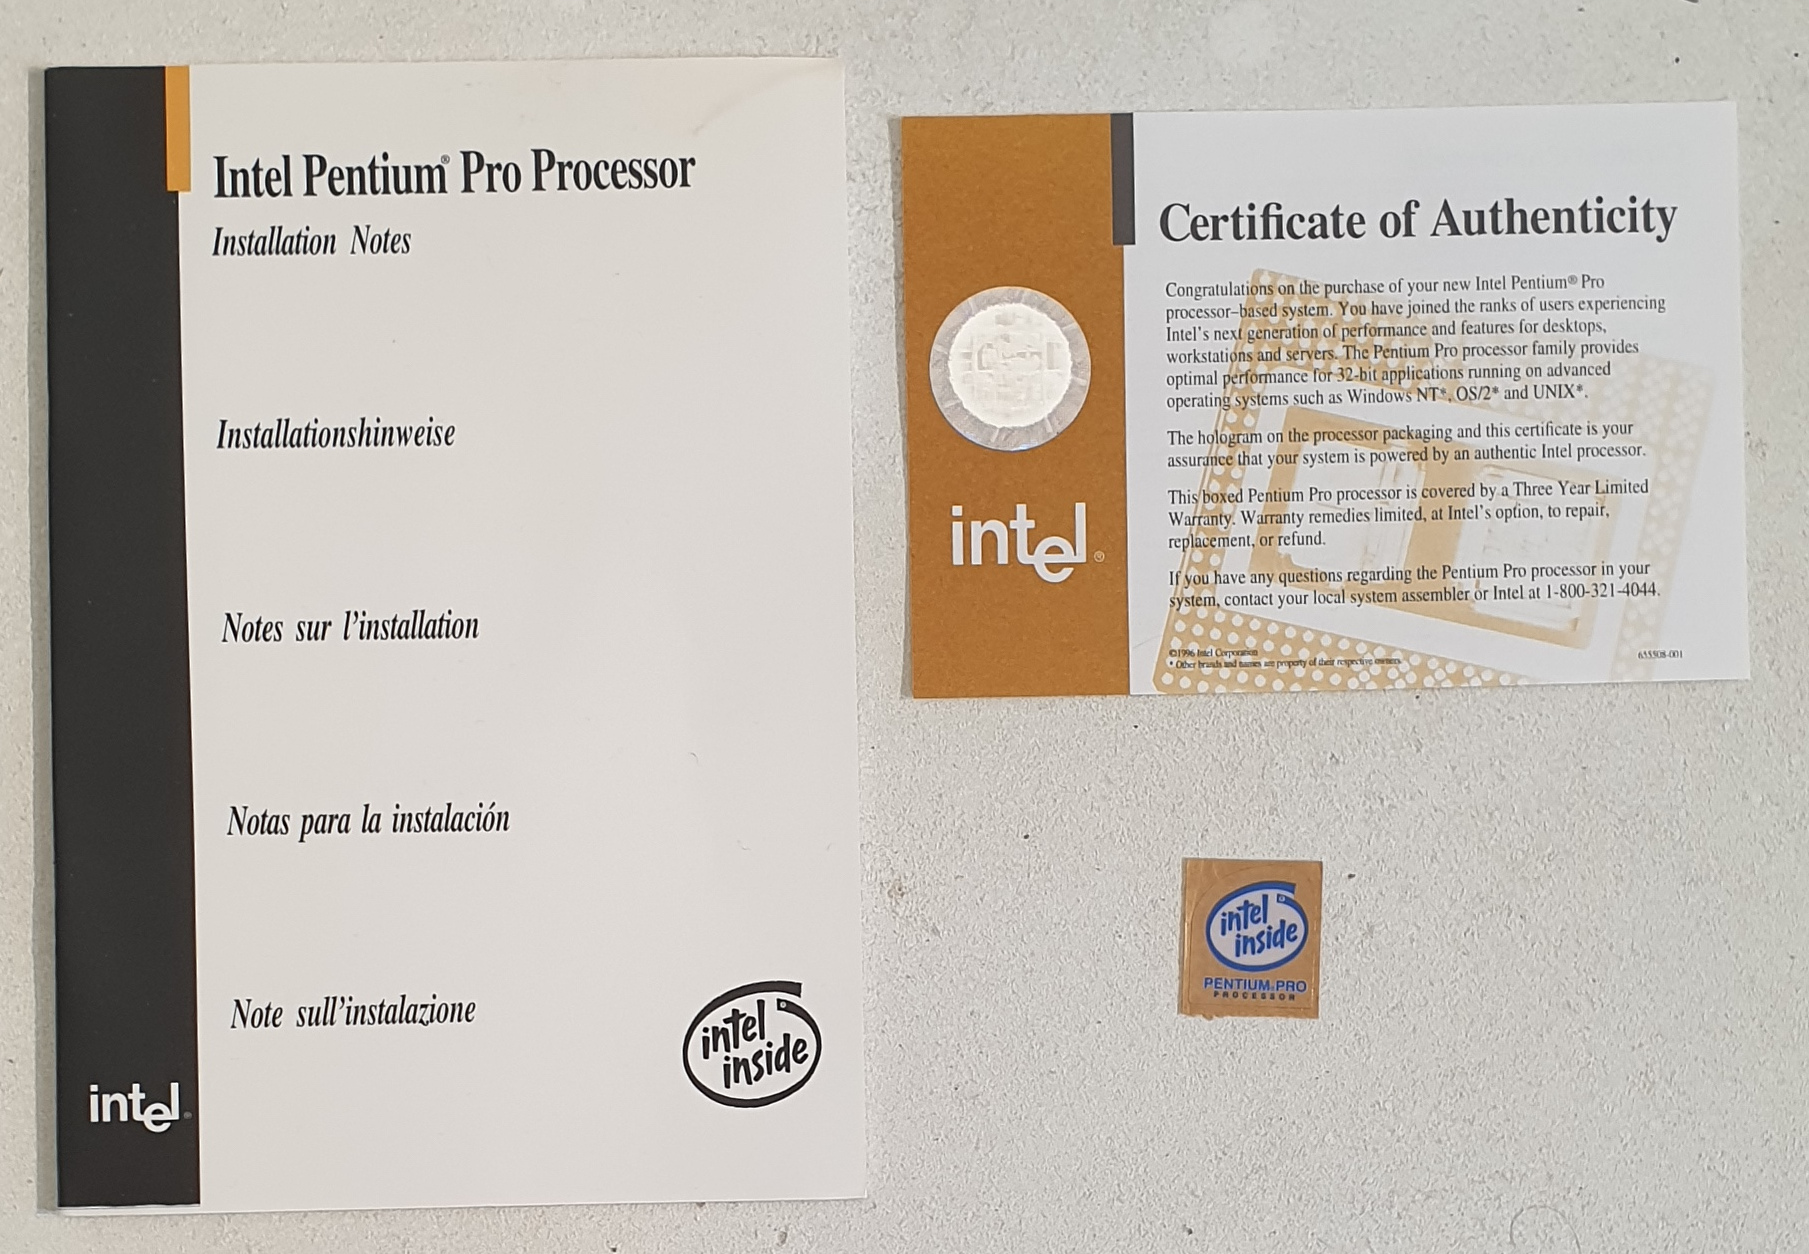 Intel Pentium® Pro Processor
Installation Notes
Installationshinweise
Notes sur l'installation
Notas para la instalación
Note sull'instalazione
intel®
intel
inside
Certificate of Authenticity
Congratulations on the purchase of your new Intel Pentium® Pro
processor–based system. You have joined the ranks of users experiencing
Intel's next generation of performance and features for desktops,
workstations and servers. The Pentium Pro processor family provides
optimal performance for 32-bit applications running on advanced
operating systems such as Windows NT*, OS/2* and UNIX*.
The hologram on the processor packaging and this certificate is your
assurance that your system is powered by an authentic Intel processor.
This boxed Pentium Pro processor is covered by a Three Year Limited
Warranty. Warranty remedies limited, at Intel's option, to repair,
replacement, or refund.
If you have any questions regarding the Pentium Pro processor in your
system, contact your local system assembler or Intel at 1-800-321-4044.
©1996 Intel Corporation
* Other brands and names are property of their respective owners.
655508-001
intel®
intel
inside
PENTIUM®PRO
PROCESSOR